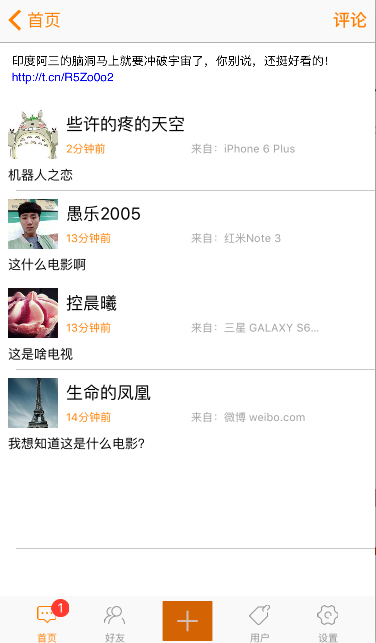 首页
评论
印度阿三的脑洞马上就要冲破宇宙了，你别说，还挺好看的！
http://t.cn/R5Zo0o2
些许的疼的天空
2分钟前 来自：iPhone 6 Plus
机器人之恋
愚乐2005
13分钟前 来自：红米Note 3
这什么电影啊
控晨曦
13分钟前 来自：三星 GALAXY S6...
这是啥电视
生命的凤凰
14分钟前 来自：微博 weibo.com
我想知道这是什么电影?
1
首页 好友 用户 设置